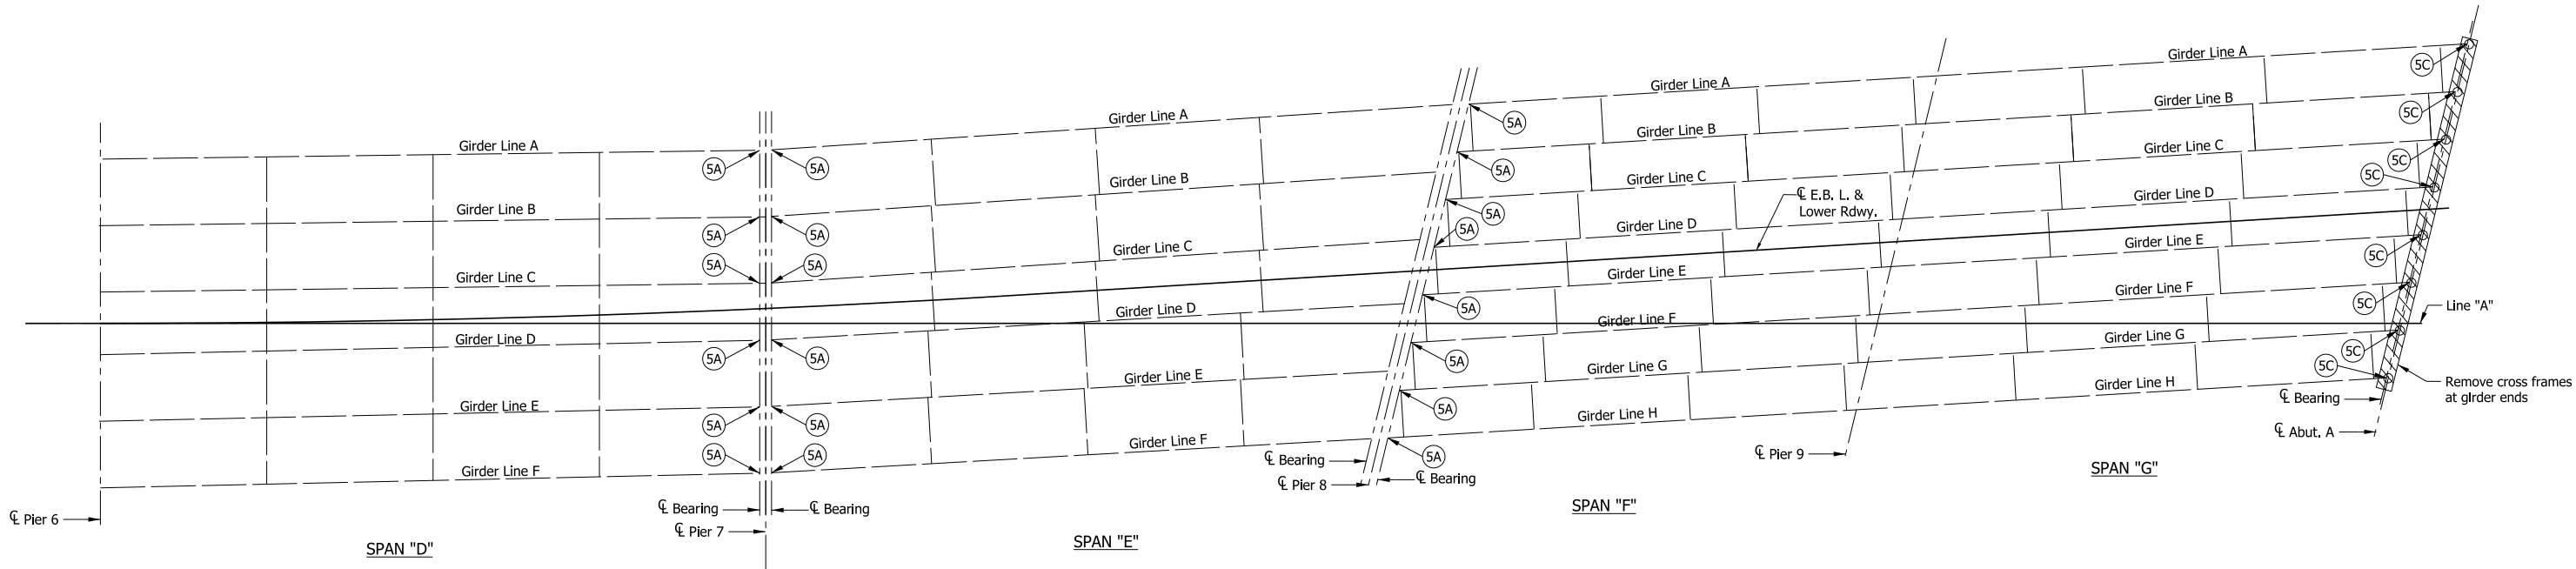 Girder Line A
Girder Line B
Girder Line C
Girder Line D
Girder Line E
Girder Line F
5A
5A
5A
5A
5A
5A
5A
5A
5A
5A
5A
5A
℄ Pier 6
℄ Bearing
℄ Bearing
℄ Pier 7
SPAN "D"
Girder Line A
Girder Line B
Girder Line C
Girder Line D
Girder Line E
Girder Line F
SPAN "E"
℄ Bearing
℄ Pier 8
℄ Bearing
5A
5A
5A
5A
5A
5A
5A
5A
Girder Line A
Girder Line B
Girder Line C
Girder Line D
Girder Line E
Girder Line F
Girder Line G
Girder Line H
℄ E.B. L. &
Lower Rdwy.
℄ Pier 9
SPAN "F"
Girder Line A
Girder Line B
Girder Line C
Girder Line D
Girder Line E
Girder Line F
Girder Line G
Girder Line H
5C
5C
5C
5C
5C
5C
5C
5C
Line "A"
Remove cross frames
at girder ends
℄ Bearing
℄ Abut. A
SPAN "G"